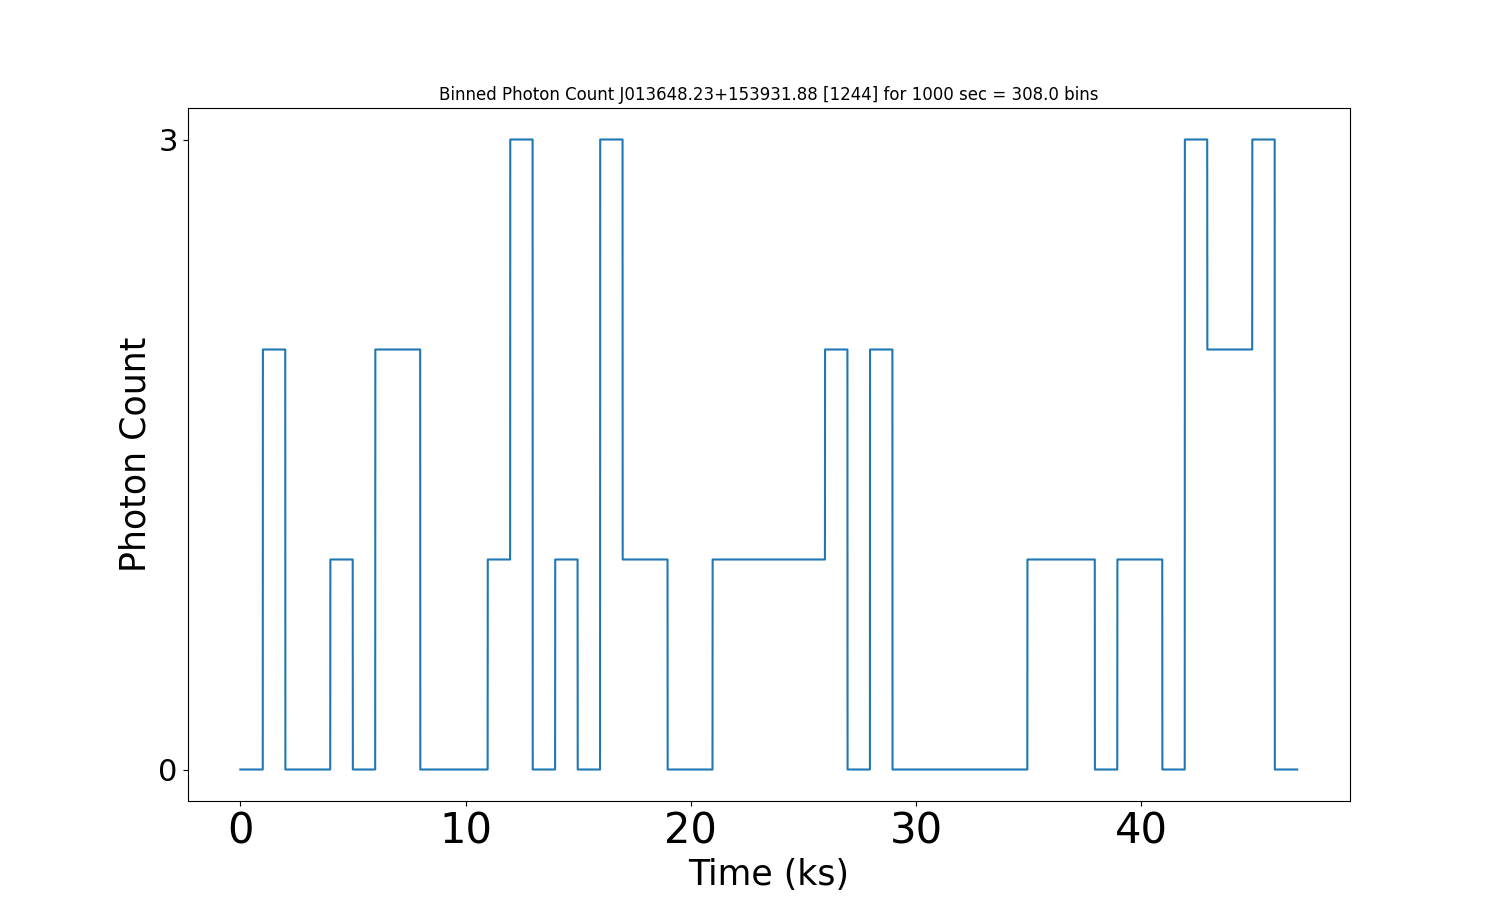 Binned Photon Count J013648.23+153931.88 [1244] for 1000 sec = 308.0 bins
3
Photon Count
0
0 10 20 30 40
Time (ks)